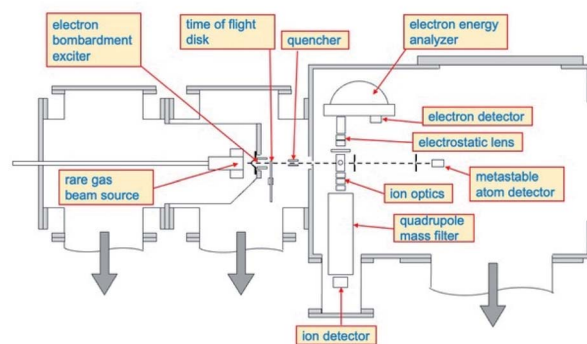 electron
bombardment
exciter
time of flight
disk
quencher
electron energy
analyzer
electron detector
electrostatic lens
metastable
atom detector
rare gas
beam source
ion optics
quadrupole
mass filter
ion detector